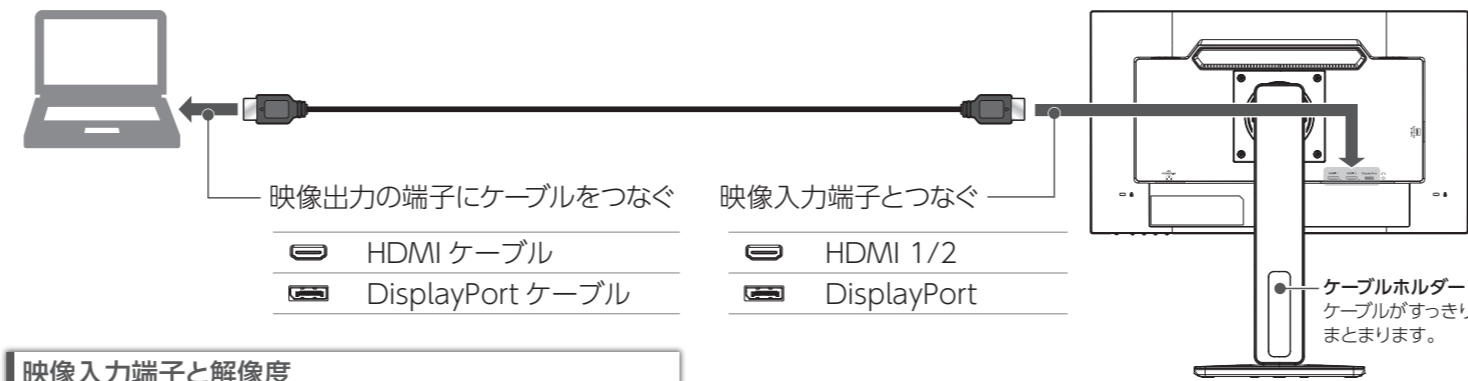 映像出力の端子にケーブルをつなぐ
HDMI ケーブル
DisplayPort ケーブル
映像入力端子とつなぐ
HDMI 1/2
DisplayPort
ケーブルホルダー
ケーブルがすっきり
まとまります。
映像入力端子と解像度